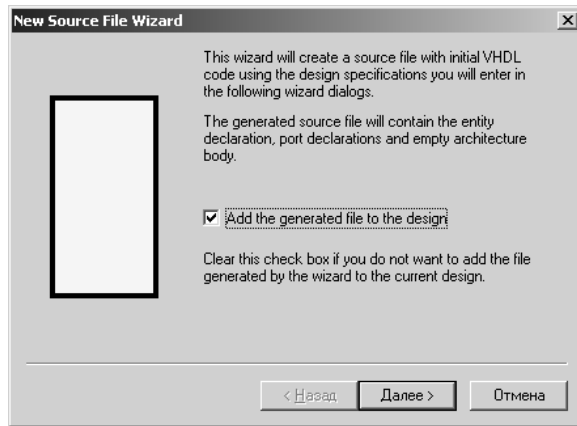 New Source File Wizard
This wizard will create a source file with initial VHDL
code using the design specifications you will enter in
the following wizard dialogs.
The generated source file will contain the entity
declaration, port declarations and empty architecture
body.
Add the generated file to the design
Clear this check box if you do not want to add the file
generated by the wizard to the current design.
< Назад
Далее >
Отмена